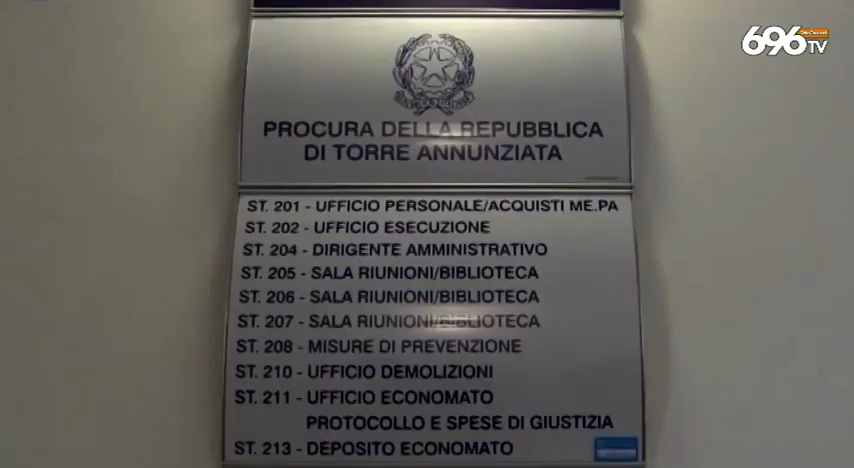 696 TV
PROCURA DELLA REPUBBLICA
DI TORRE ANNUNZIATA
ST. 201 - UFFICIO PERSONALE/ACQUISTI ME.PA
ST. 202 - UFFICIO ESECUZIONE
ST. 204 - DIRIGENTE AMMINISTRATIVO
ST. 205 - SALA RIUNIONI/BIBLIOTECA
ST. 206 - SALA RIUNIONI/BIBLIOTECA
ST. 207 - SALA RIUNIONI/BIBLIOTECA
ST. 208 - MISURE DI PREVENZIONE
ST. 210 - UFFICIO DEMOLIZIONI
ST. 211 - UFFICIO ECONOMATO
PROTOCOLLO E SPESE DI GIUSTIZIA
ST. 213 - DEPOSITO ECONOMATO